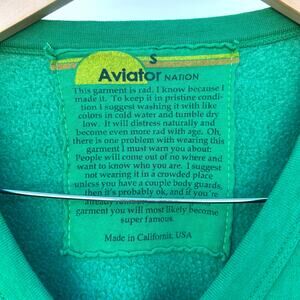 S
Aviator NATION
This garment is rad. I know because I
made it. To keep it in pristine condi-
tion I suggest washing it with like
colors in cold water and tumble dry
low. It will distress naturally and
become even more rad with age. Oh,
there is one problem with wearing this
garment I must warn you about:
People will come out of no where and
want to know who you are. I suggest
not wearing it in a crowded place
unless you have a couple body guards,
then it's probably ok, and if you're
already
garment you will most likely become
super famous.
Made in California, USA